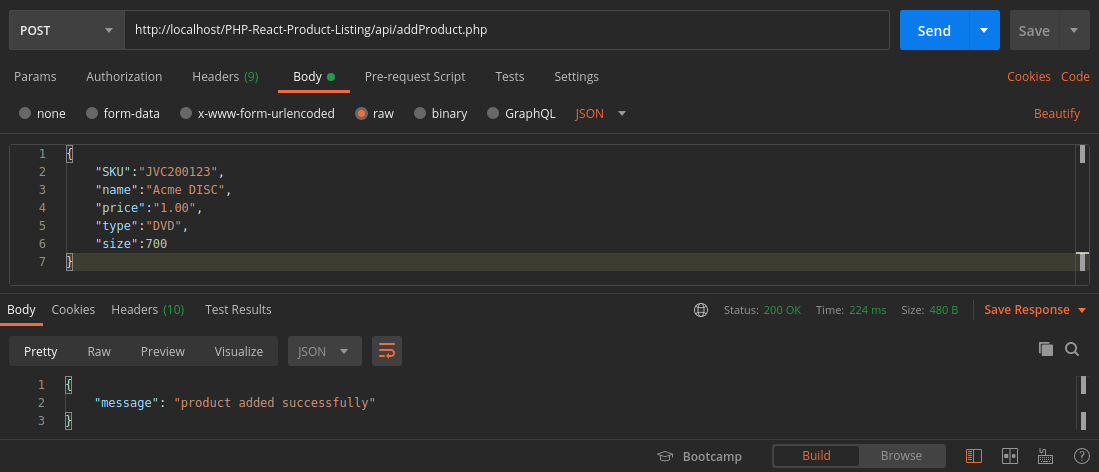 POST http://localhost/PHP-React-Product-Listing/api/addProduct.php Send Save
Params Authorization Headers (9) Body Pre-request Script Tests Settings Cookies Code
none form-data x-www-form-urlencoded raw binary GraphQL JSON Beautify
1 {
2 "SKU":"JVC200123",
3 "name":"Acme DISC",
4 "price":"1.00",
5 "type":"DVD",
6 "size":700
7 }
Body Cookies Headers (10) Test Results Status: 200 OK Time: 224 ms Size: 480 B Save Response
Pretty Raw Preview Visualize JSON
1 {
2 "message": "product added successfully"
3 }
Bootcamp Build Browse ?